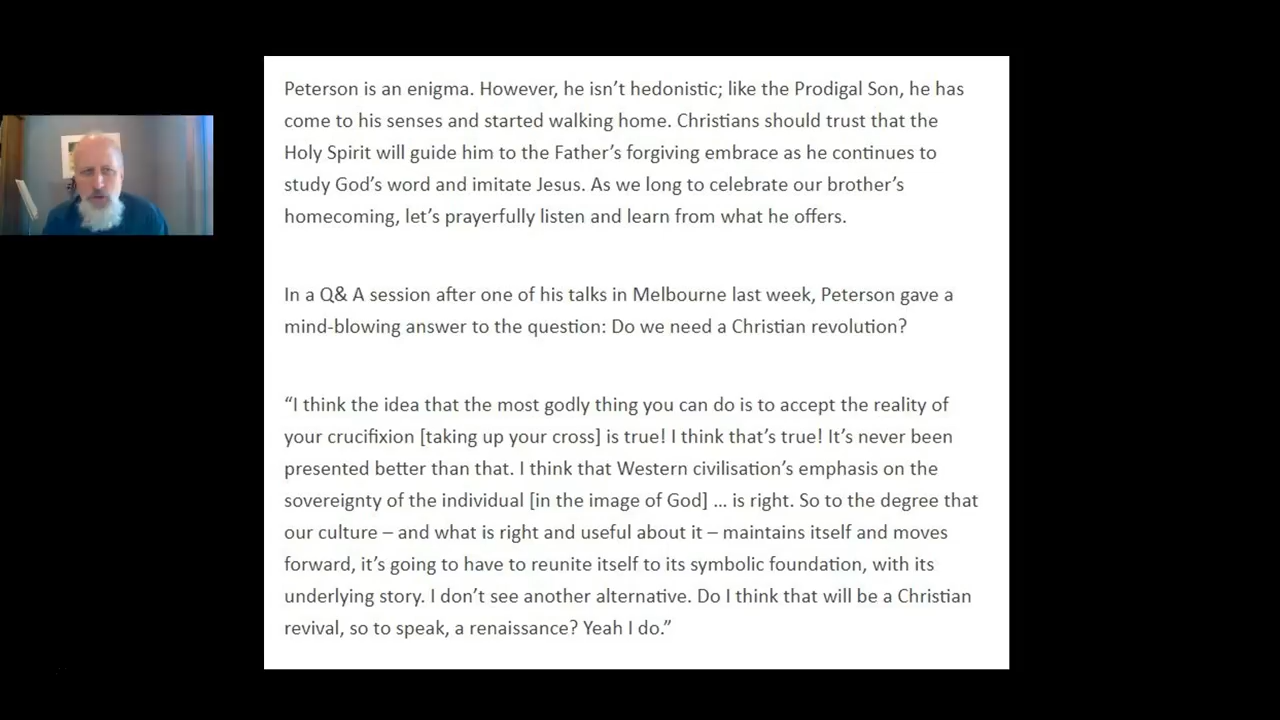 Peterson is an enigma. However, he isn’t hedonistic; like the Prodigal Son, he has
come to his senses and started walking home. Christians should trust that the
Holy Spirit will guide him to the Father’s forgiving embrace as he continues to
study God’s word and imitate Jesus. As we long to celebrate our brother’s
homecoming, let’s prayerfully listen and learn from what he offers.
In a Q& A session after one of his talks in Melbourne last week, Peterson gave a
mind-blowing answer to the question: Do we need a Christian revolution?
“I think the idea that the most godly thing you can do is to accept the reality of
your crucifixion [taking up your cross] is true! I think that’s true! It’s never been
presented better than that. I think that Western civilisation’s emphasis on the
sovereignty of the individual [in the image of God] … is right. So to the degree that
our culture – and what is right and useful about it – maintains itself and moves
forward, it’s going to have to reunite itself to its symbolic foundation, with its
underlying story. I don’t see another alternative. Do I think that will be a Christian
revival, so to speak, a renaissance? Yeah I do.”